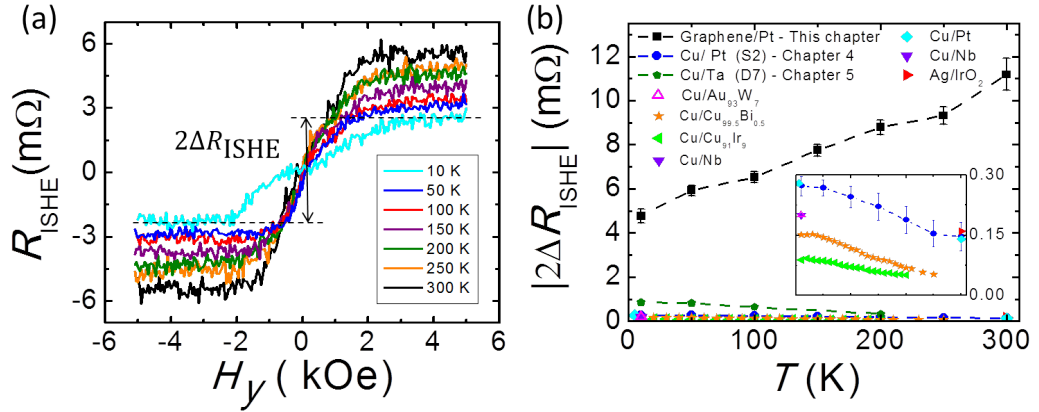 (a)
R_ISHE (mΩ)
6
3
0
-3
-6
2ΔR_ISHE
10 K
50 K
100 K
150 K
200 K
250 K
300 K
-6 -4 -2 0 2 4 6
H_y ( kOe)
(b)
|2ΔR_ISHE| (mΩ)
12
10
8
6
4
2
0
Graphene/Pt - This chapter
Cu/ Pt (S2) - Chapter 4
Cu/Ta (D7) - Chapter 5
Cu/Au₉₃W₇
Cu/Cu₉₉.₅Bi₀.₅
Cu/Cu₉₁Ir₉
Cu/Nb
Cu/Pt
Cu/Nb
Ag/IrO₂
0.30
0.15
0.00
0 50 100 150 200 250 300
T (K)